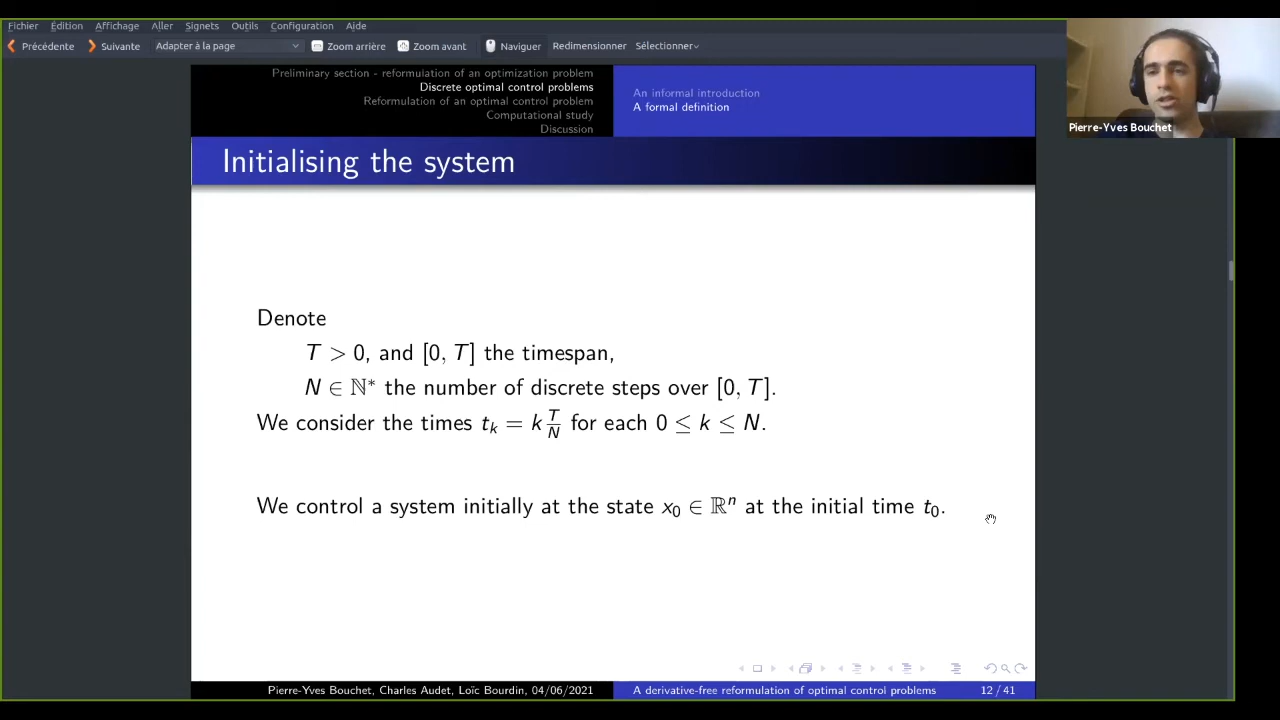 Fichier Édition Affichage Aller Signets Outils Configuration Aide
Précédente Suivante Adapter à la page Zoom arrière Zoom avant Naviguer Redimensionner Sélectionner
Preliminary section - reformulation of an optimization problem
Discrete optimal control problems
Reformulation of an optimal control problem
Computational study
Discussion
An informal introduction
A formal definition
Pierre-Yves Bouchet
Initialising the system
Denote
T > 0, and [0, T] the timespan,
N ∈ ℕ* the number of discrete steps over [0, T].
We consider the times t_k = k T/N for each 0 ≤ k ≤ N.
We control a system initially at the state x₀ ∈ ℝⁿ at the initial time t₀.
Pierre-Yves Bouchet, Charles Audet, Loïc Bourdin, 04/06/2021
A derivative-free reformulation of optimal control problems
12 / 41